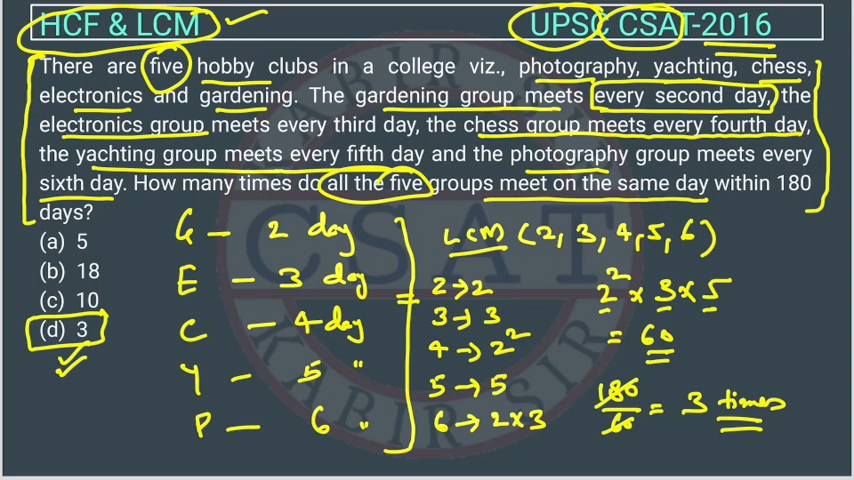 HCF & LCM
UPSC CSAT-2016
There are five hobby clubs in a college viz., photography, yachting, chess,
electronics and gardening. The gardening group meets every second day, the
electronics group meets every third day, the chess group meets every fourth day,
the yachting group meets every fifth day and the photography group meets every
sixth day. How many times do all the five groups meet on the same day within 180
days?
(a) 5
(b) 18
(c) 10
(d) 3
G – 2 day
E – 3 day
C – 4 day
Y – 5 "
P – 6 "
LCM (2, 3, 4, 5, 6)
2 → 2
3 → 3
4 → 2²
5 → 5
6 → 2×3
2² × 3 × 5
= 60
180/60 = 3 times
KABIR SIR
CSAT
KABIR SIR